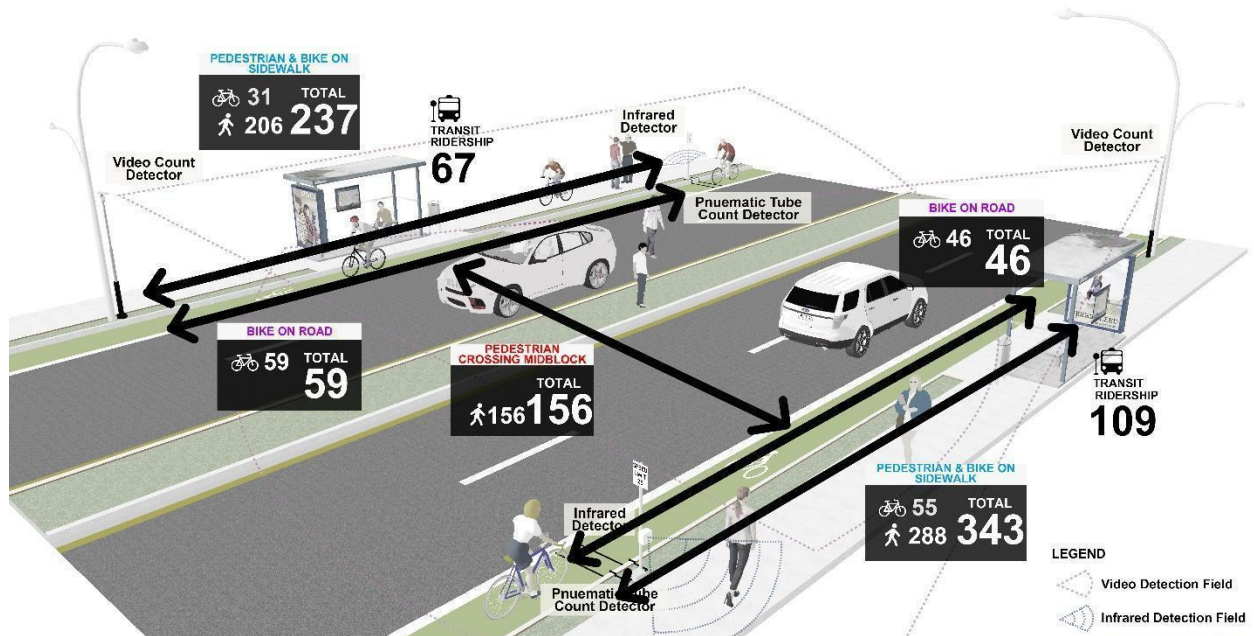 PEDESTRIAN & BIKE ON
SIDEWALK
31 TOTAL
206 237
TRANSIT
RIDERSHIP
67
Infrared
Detector
Video Count
Detector
Video Count
Detector
Pnuematic Tube
Count Detector
BIKE ON ROAD
46 TOTAL
46
BIKE ON ROAD
59 TOTAL
59
PEDESTRIAN
CROSSING MIDBLOCK
TOTAL
156 156
TRANSIT
RIDERSHIP
109
PEDESTRIAN & BIKE ON
SIDEWALK
55 TOTAL
288 343
SPEED
LIMIT
25
Infrared
Detector
Pnuematic Tube
Count Detector
LEGEND
Video Detection Field
Infrared Detection Field